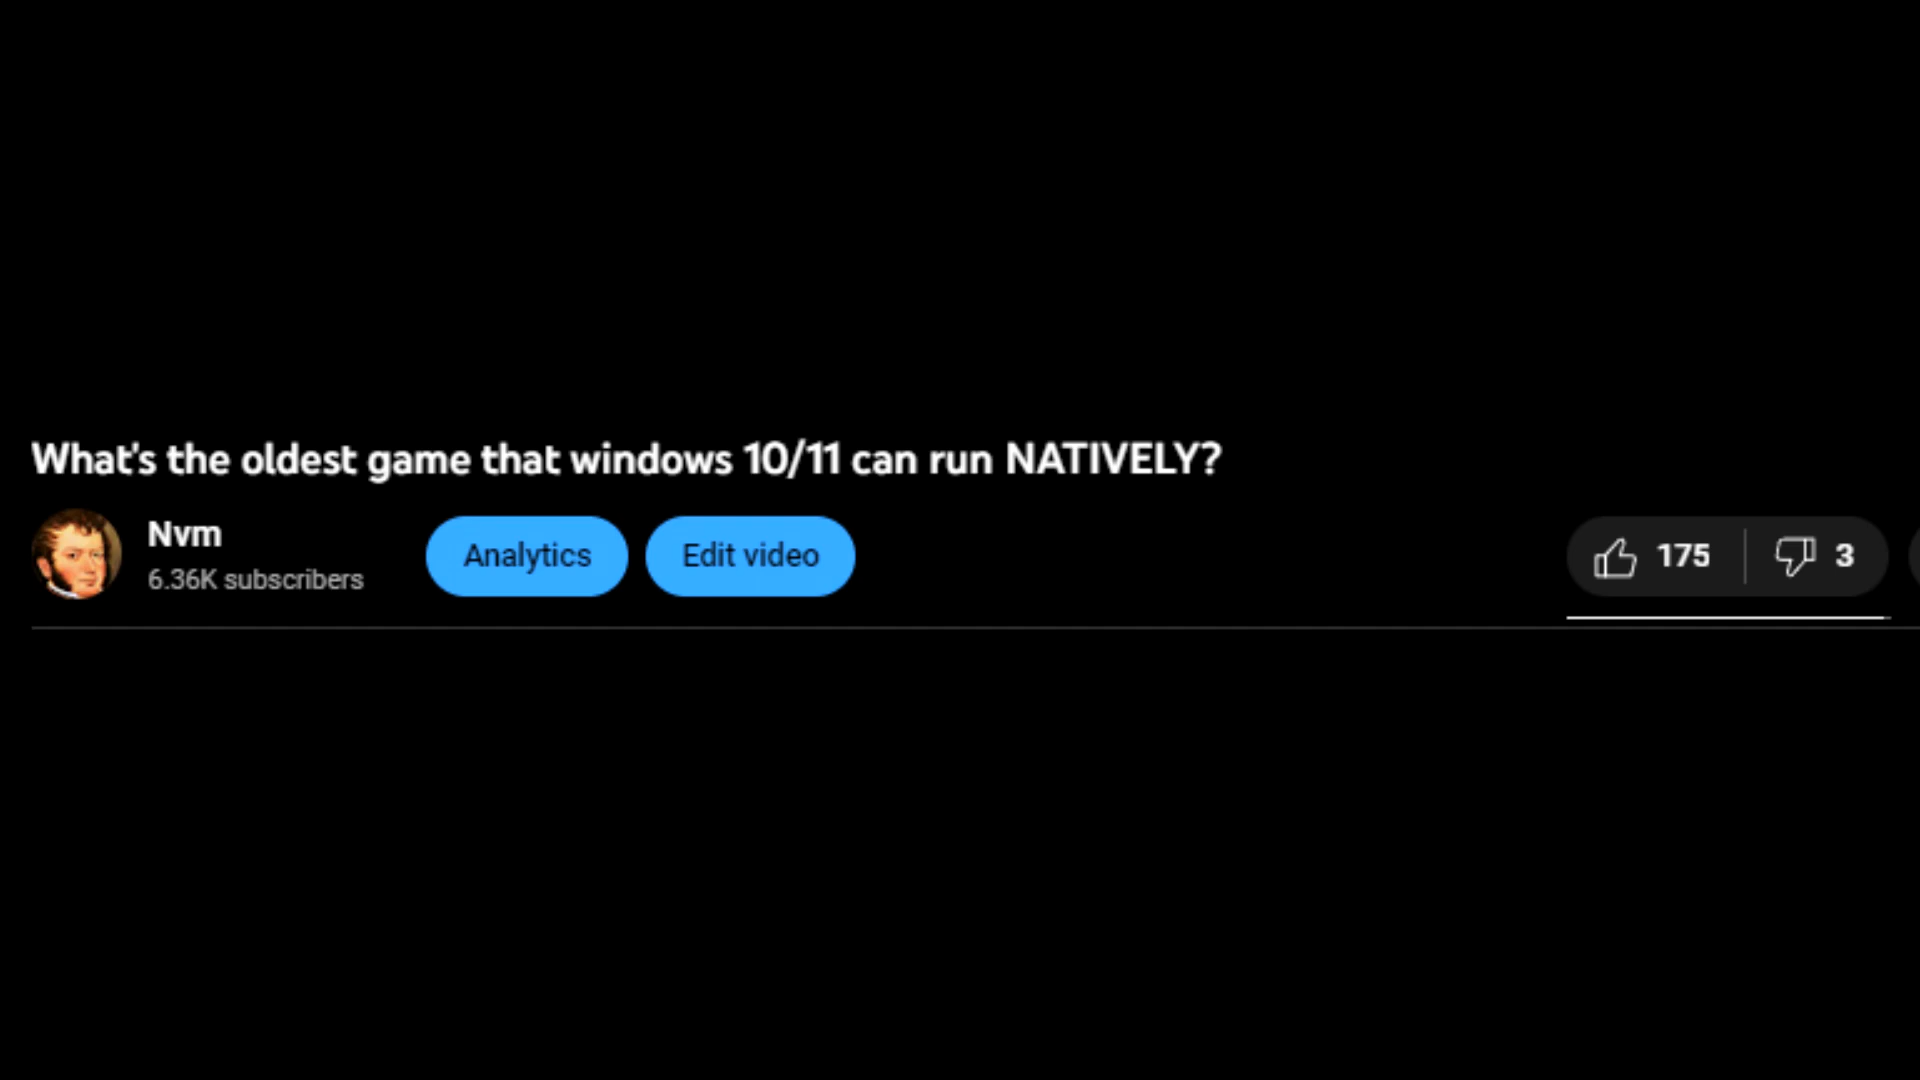 What's the oldest game that windows 10/11 can run NATIVELY?
Nvm
6.36K subscribers
Analytics
Edit video
175
3